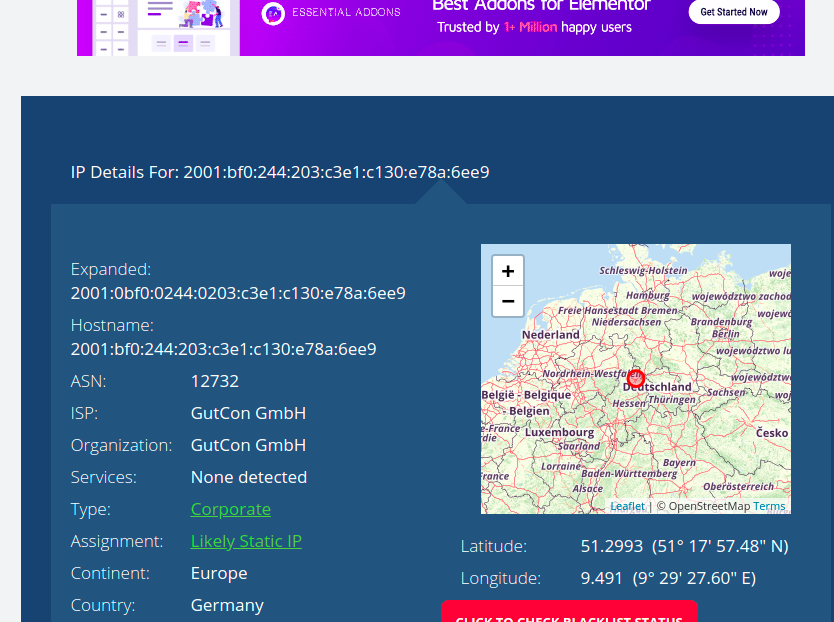 Best Addons for Elementor
Get Started Now
EA ESSENTIAL ADDONS
Trusted by 1+ Million happy users
IP Details For: 2001:bf0:244:203:c3e1:c130:e78a:6ee9
Expanded:
2001:0bf0:0244:0203:c3e1:c130:e78a:6ee9
Hostname:
2001:bf0:244:203:c3e1:c130:e78a:6ee9
ASN: 12732
ISP: GutCon GmbH
Organization: GutCon GmbH
Services: None detected
Type: Corporate
Assignment: Likely Static IP
Continent: Europe
Country: Germany
+
−
Schleswig-Holstein
woje
Hamburg
województwo zachod
Freie Hansestadt Bremen
Niedersachsen
Brandenburg
Berlin
Nederland
województwo lu
Nordrhein-Westfa
Deutschland
Sachsen
België - Belgique
- Belgien
Hessen
Thüringen
Luxembourg
Saarland
Česko
Lorraine
Bayern
Baden-Württemberg
Alsace
Oberösterreich
Leaflet | © OpenStreetMap Terms
Latitude: 51.2993 (51° 17' 57.48" N)
Longitude: 9.491 (9° 29' 27.60" E)
CLICK TO CHECK BLACKLIST STATUS